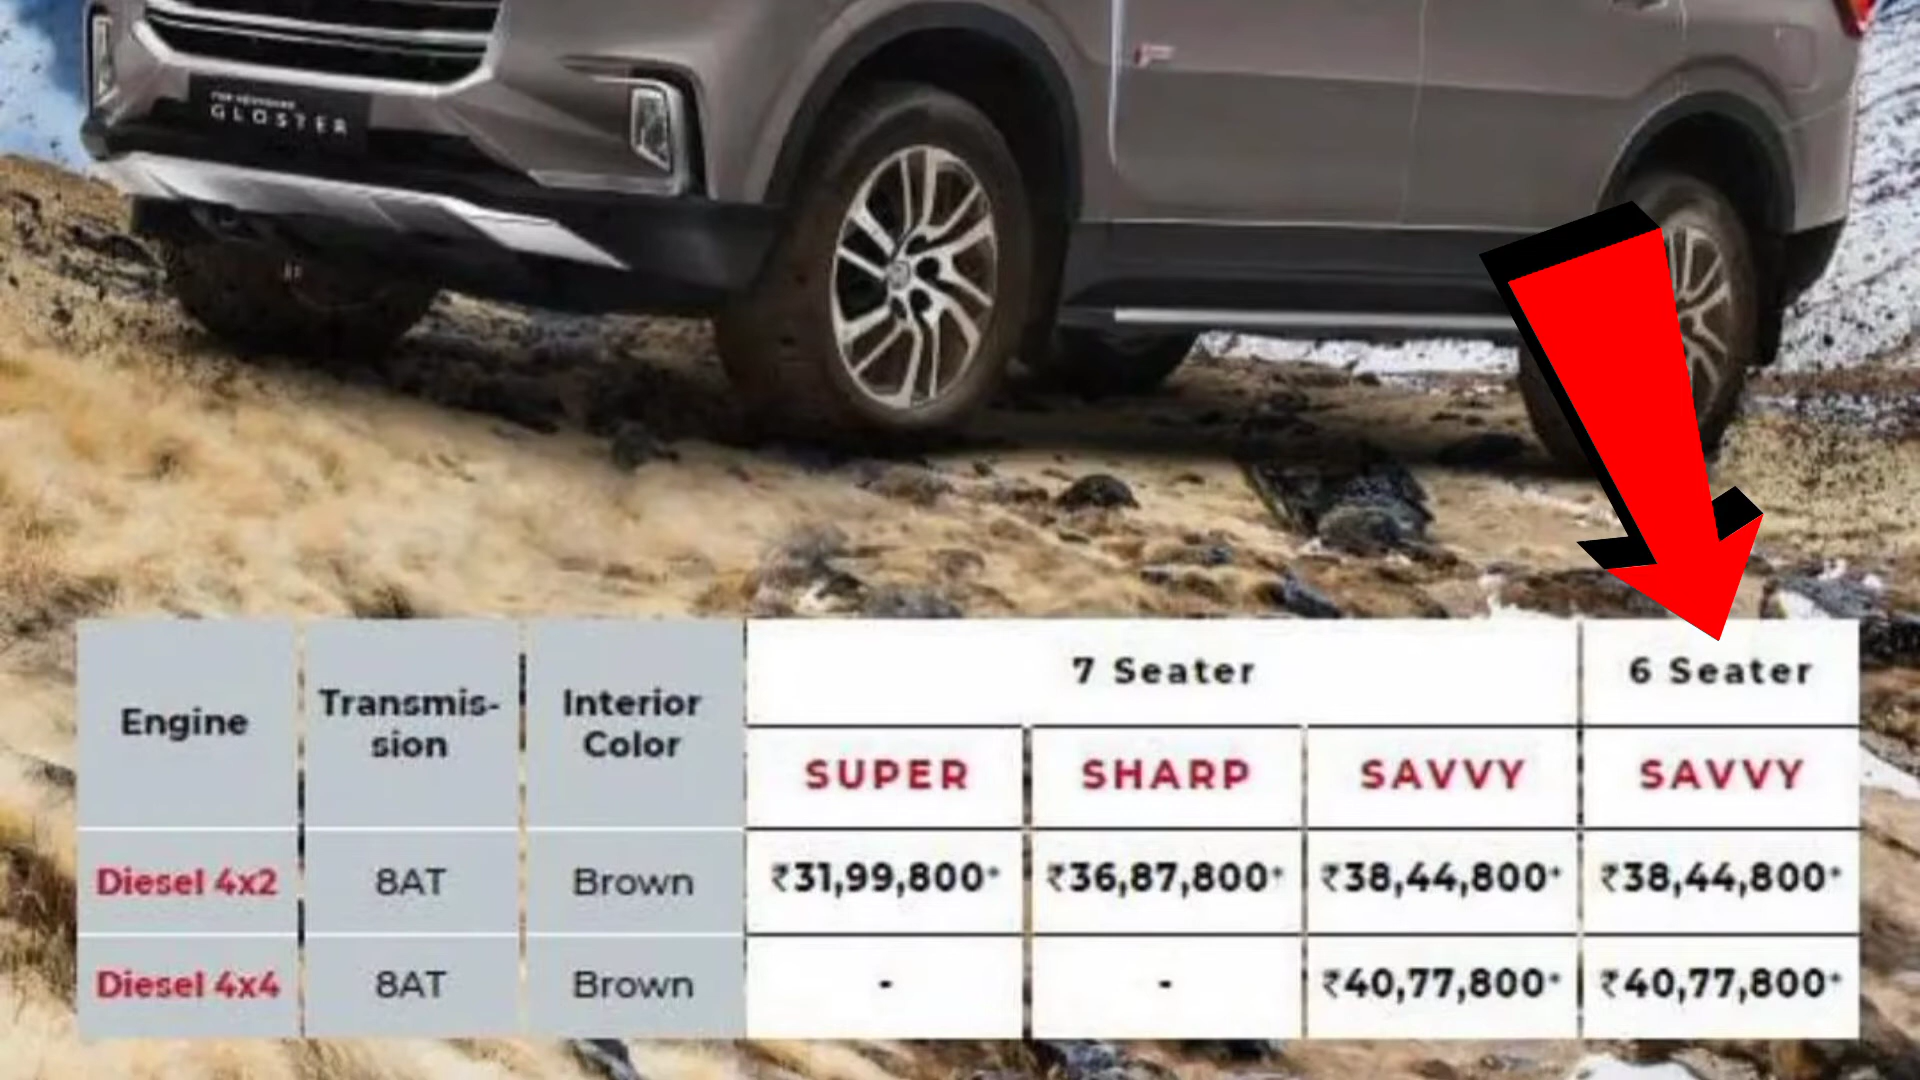 GLOSTER
Engine
Transmis-
sion
Interior
Color
7 Seater
6 Seater
SUPER
SHARP
SAVVY
SAVVY
Diesel 4x2
8AT
Brown
₹31,99,800*
₹36,87,800*
₹38,44,800*
₹38,44,800*
Diesel 4x4
8AT
Brown
-
-
₹40,77,800*
₹40,77,800*